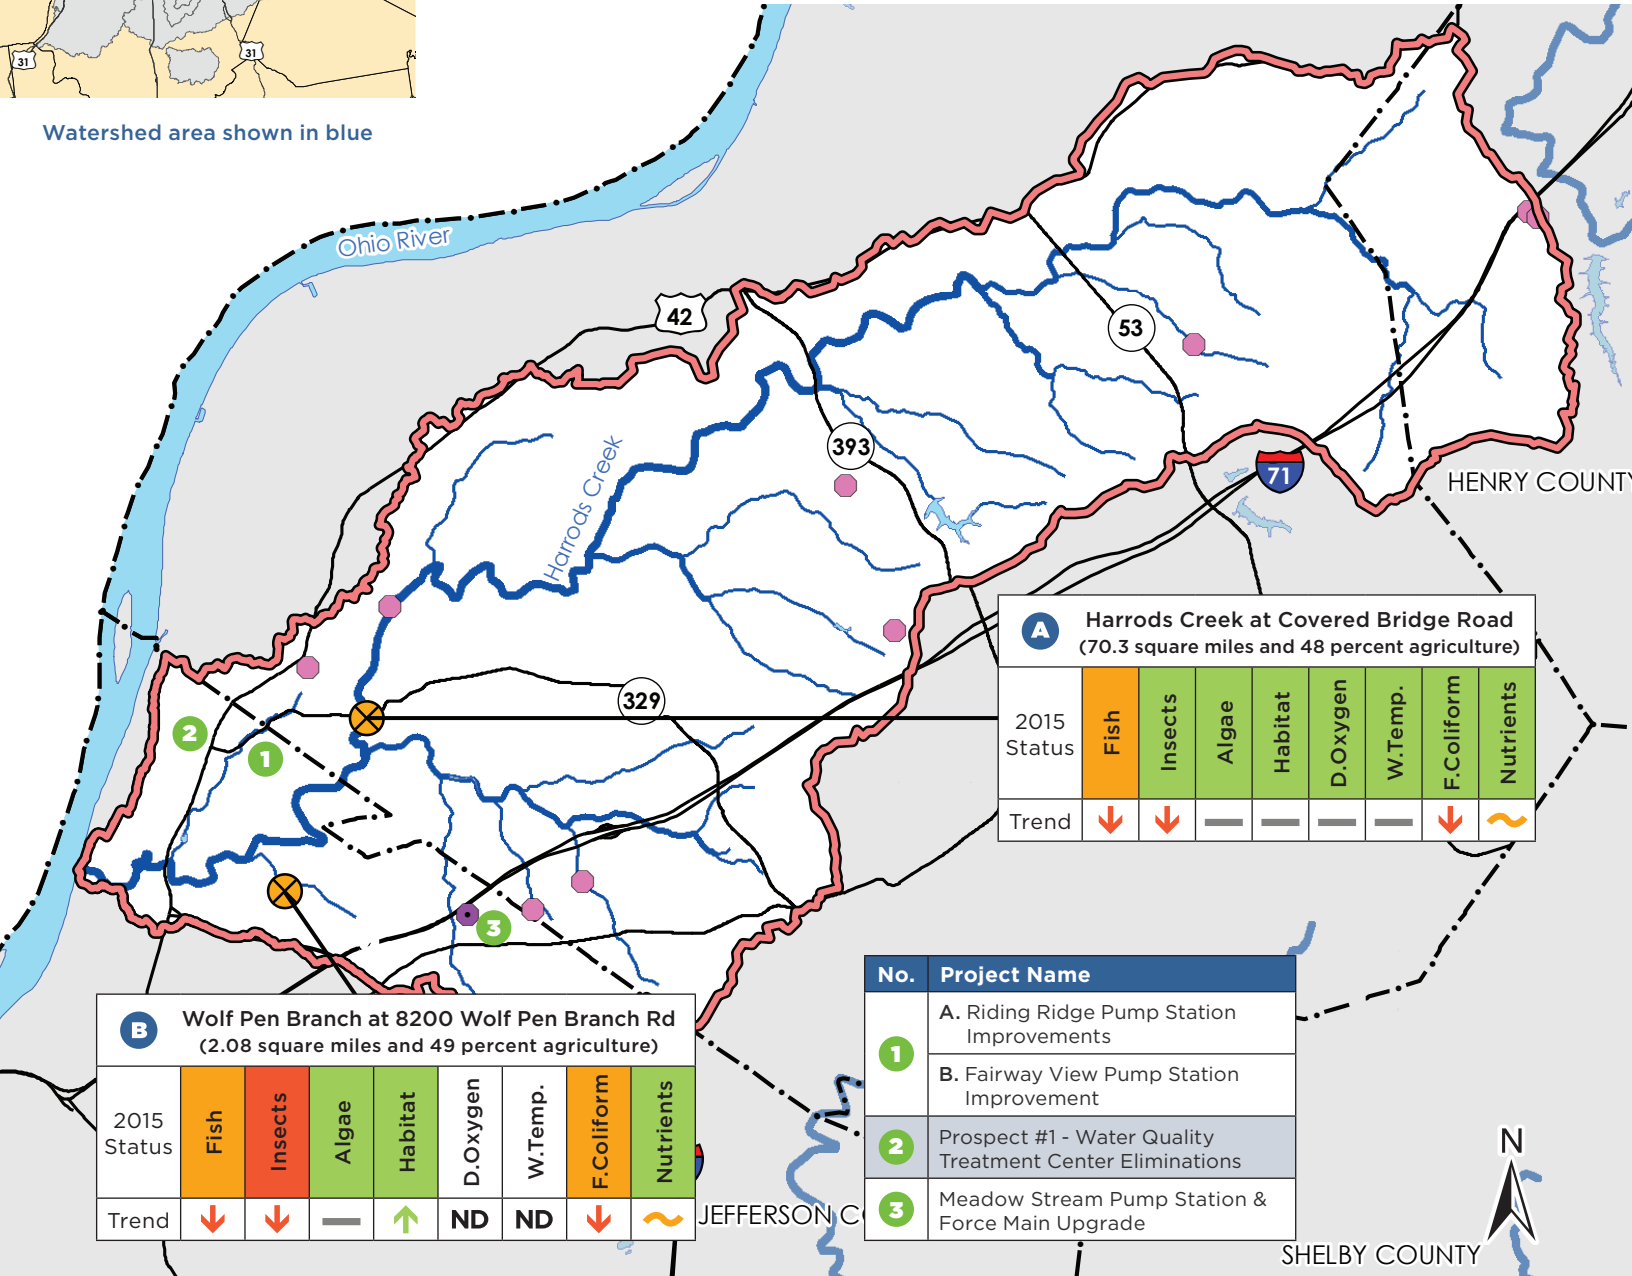 31
31
Watershed area shown in blue
Ohio River
42
53
393
Harrods Creek
71
HENRY COUNTY
329
2
1
3
A
Harrods Creek at Covered Bridge Road
(70.3 square miles and 48 percent agriculture)
2015
Status
Fish
Insects
Algae
Habitat
D.Oxygen
W.Temp.
F.Coliform
Nutrients
Trend
B
Wolf Pen Branch at 8200 Wolf Pen Branch Rd
(2.08 square miles and 49 percent agriculture)
2015
Status
Fish
Insects
Algae
Habitat
D.Oxygen
W.Temp.
F.Coliform
Nutrients
Trend
ND
ND
No. Project Name
1
A. Riding Ridge Pump Station
Improvements
B. Fairway View Pump Station
Improvement
2
Prospect #1 - Water Quality
Treatment Center Eliminations
3
Meadow Stream Pump Station &
Force Main Upgrade
JEFFERSON C
N
SHELBY COUNTY